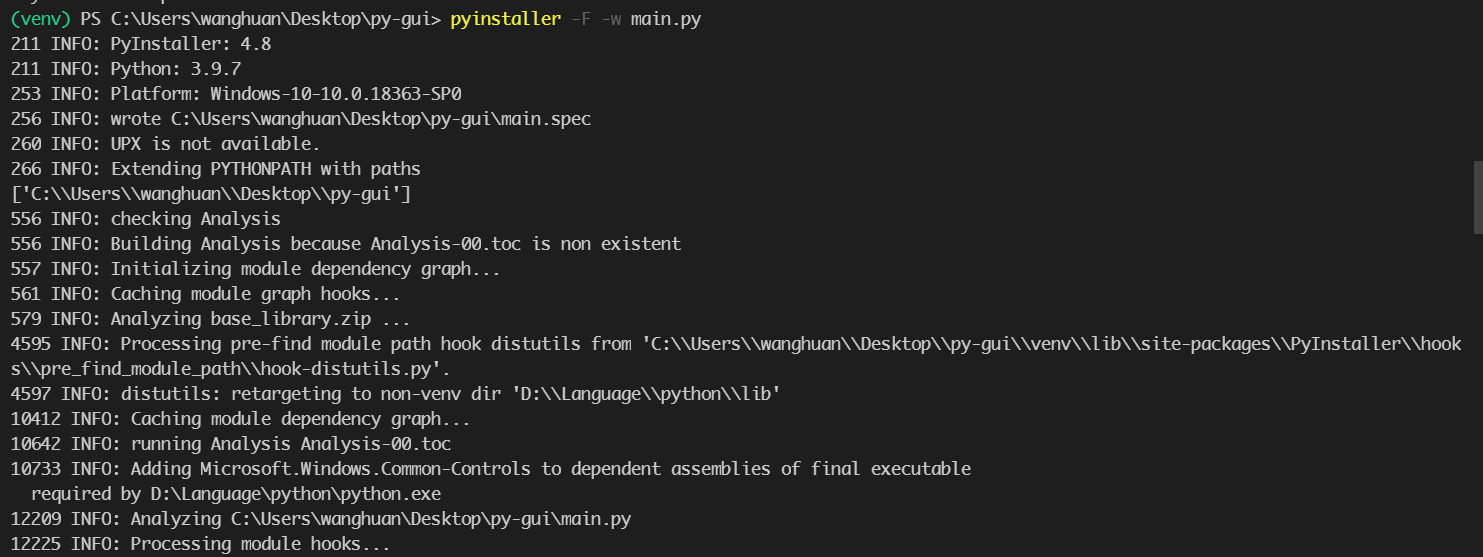 (venv) PS C:\Users\wanghuan\Desktop\py-gui> pyinstaller -F -w main.py
211 INFO: PyInstaller: 4.8
211 INFO: Python: 3.9.7
253 INFO: Platform: Windows-10-10.0.18363-SP0
256 INFO: wrote C:\Users\wanghuan\Desktop\py-gui\main.spec
260 INFO: UPX is not available.
266 INFO: Extending PYTHONPATH with paths
['C:\\Users\\wanghuan\\Desktop\\py-gui']
556 INFO: checking Analysis
556 INFO: Building Analysis because Analysis-00.toc is non existent
557 INFO: Initializing module dependency graph...
561 INFO: Caching module graph hooks...
579 INFO: Analyzing base_library.zip ...
4595 INFO: Processing pre-find module path hook distutils from 'C:\\Users\\wanghuan\\Desktop\\py-gui\\venv\\lib\\site-packages\\PyInstaller\\hook
s\\pre_find_module_path\\hook-distutils.py'.
4597 INFO: distutils: retargeting to non-venv dir 'D:\\Language\\python\\lib'
10412 INFO: Caching module dependency graph...
10642 INFO: running Analysis Analysis-00.toc
10733 INFO: Adding Microsoft.Windows.Common-Controls to dependent assemblies of final executable
  required by D:\Language\python\python.exe
12209 INFO: Analyzing C:\Users\wanghuan\Desktop\py-gui\main.py
12225 INFO: Processing module hooks...